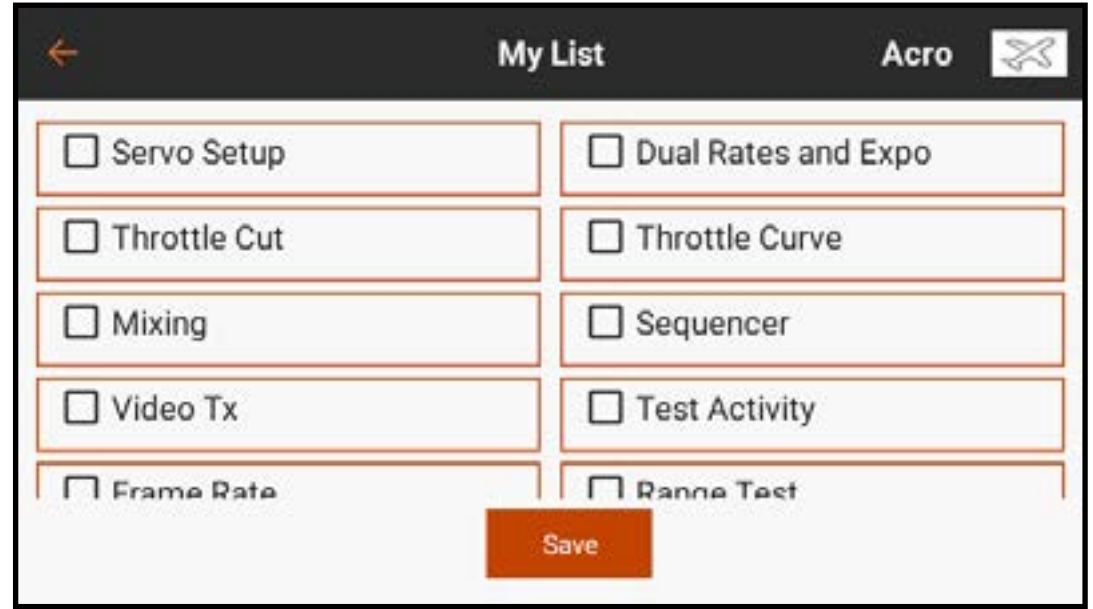 My List Acro
Servo Setup Dual Rates and Expo
Throttle Cut Throttle Curve
Mixing Sequencer
Video Tx Test Activity
Frame Rate Range Test
Save